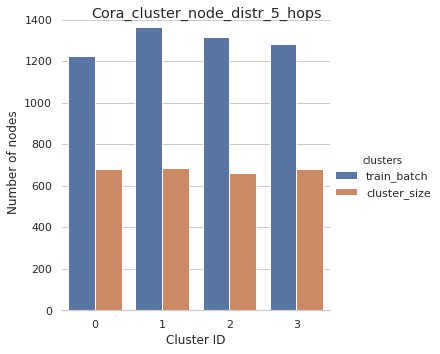 Cora_cluster_node_distr_5_hops
1400
1200
1000
800
600
400
200
0
Number of nodes
0 1 2 3
Cluster ID
clusters
train_batch
cluster_size